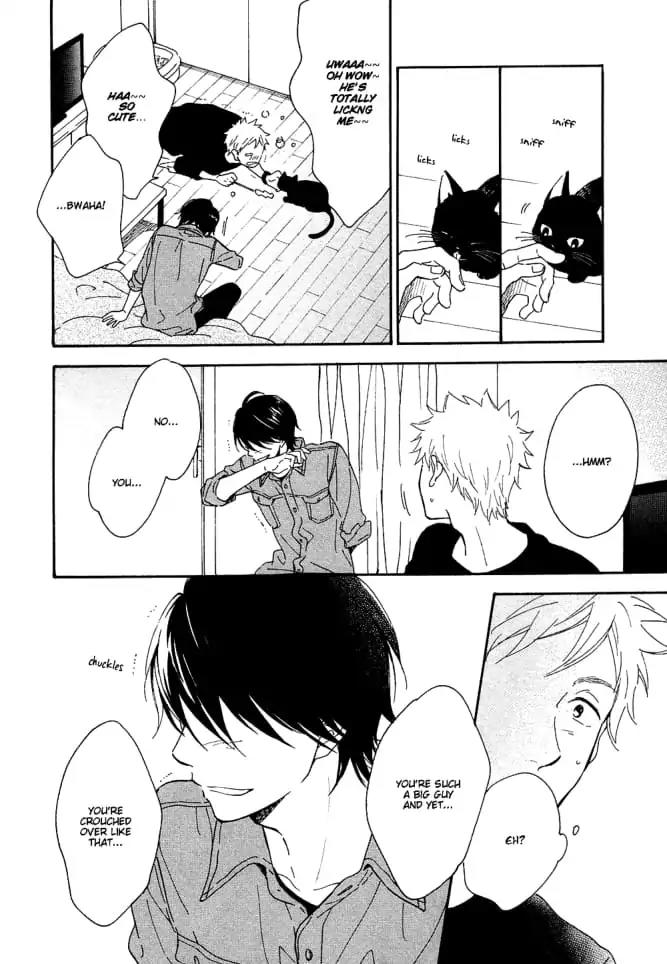 sniff
sniff
licks
licks
UWAAA~~
OH WOW~
HE'S
TOTALLY
LICKNG
ME~~
HAA~~
SO
CUTE...
...BWAHA!
...HMM?
NO...
YOU...
EH?
YOU'RE SUCH
A BIG GUY
AND YET...
chuckles
YOU'RE
CROUCHED
OVER LIKE
THAT...